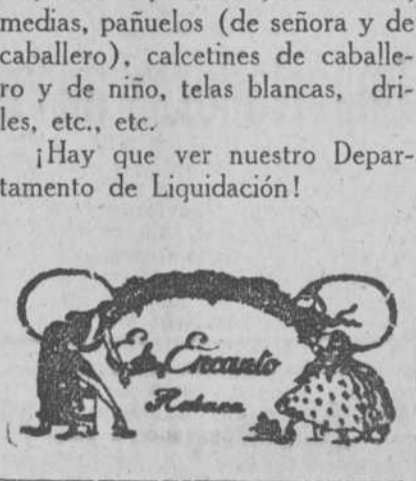 medias, pañuelos (de señora y de
caballero), calcetines de caballe-
ro y de niño, telas blancas, dri-
les, etc., etc.
¡Hay que ver nuestro Depar-
tamento de Liquidación!
El Encanto
Habana